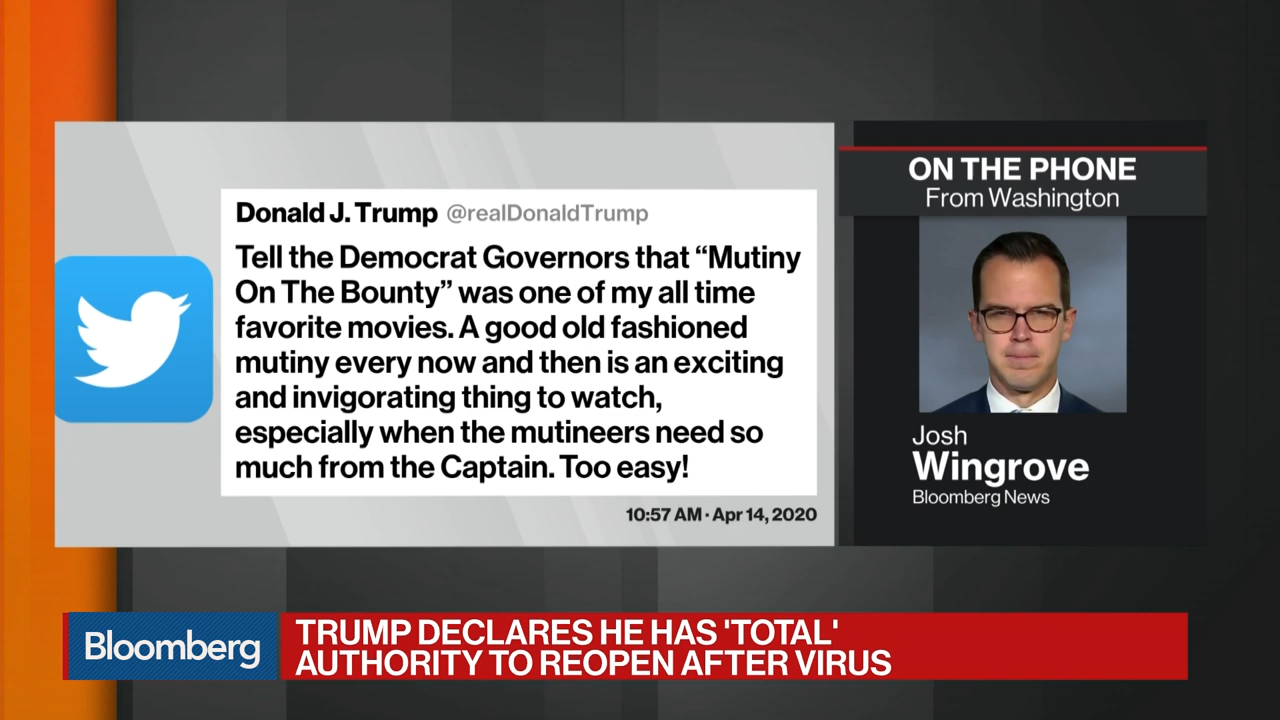 Donald J. Trump @realDonaldTrump
Tell the Democrat Governors that “Mutiny
On The Bounty” was one of my all time
favorite movies. A good old fashioned
mutiny every now and then is an exciting
and invigorating thing to watch,
especially when the mutineers need so
much from the Captain. Too easy!
10:57 AM · Apr 14, 2020
ON THE PHONE
From Washington
Josh
Wingrove
Bloomberg News
Bloomberg
TRUMP DECLARES HE HAS 'TOTAL'
AUTHORITY TO REOPEN AFTER VIRUS